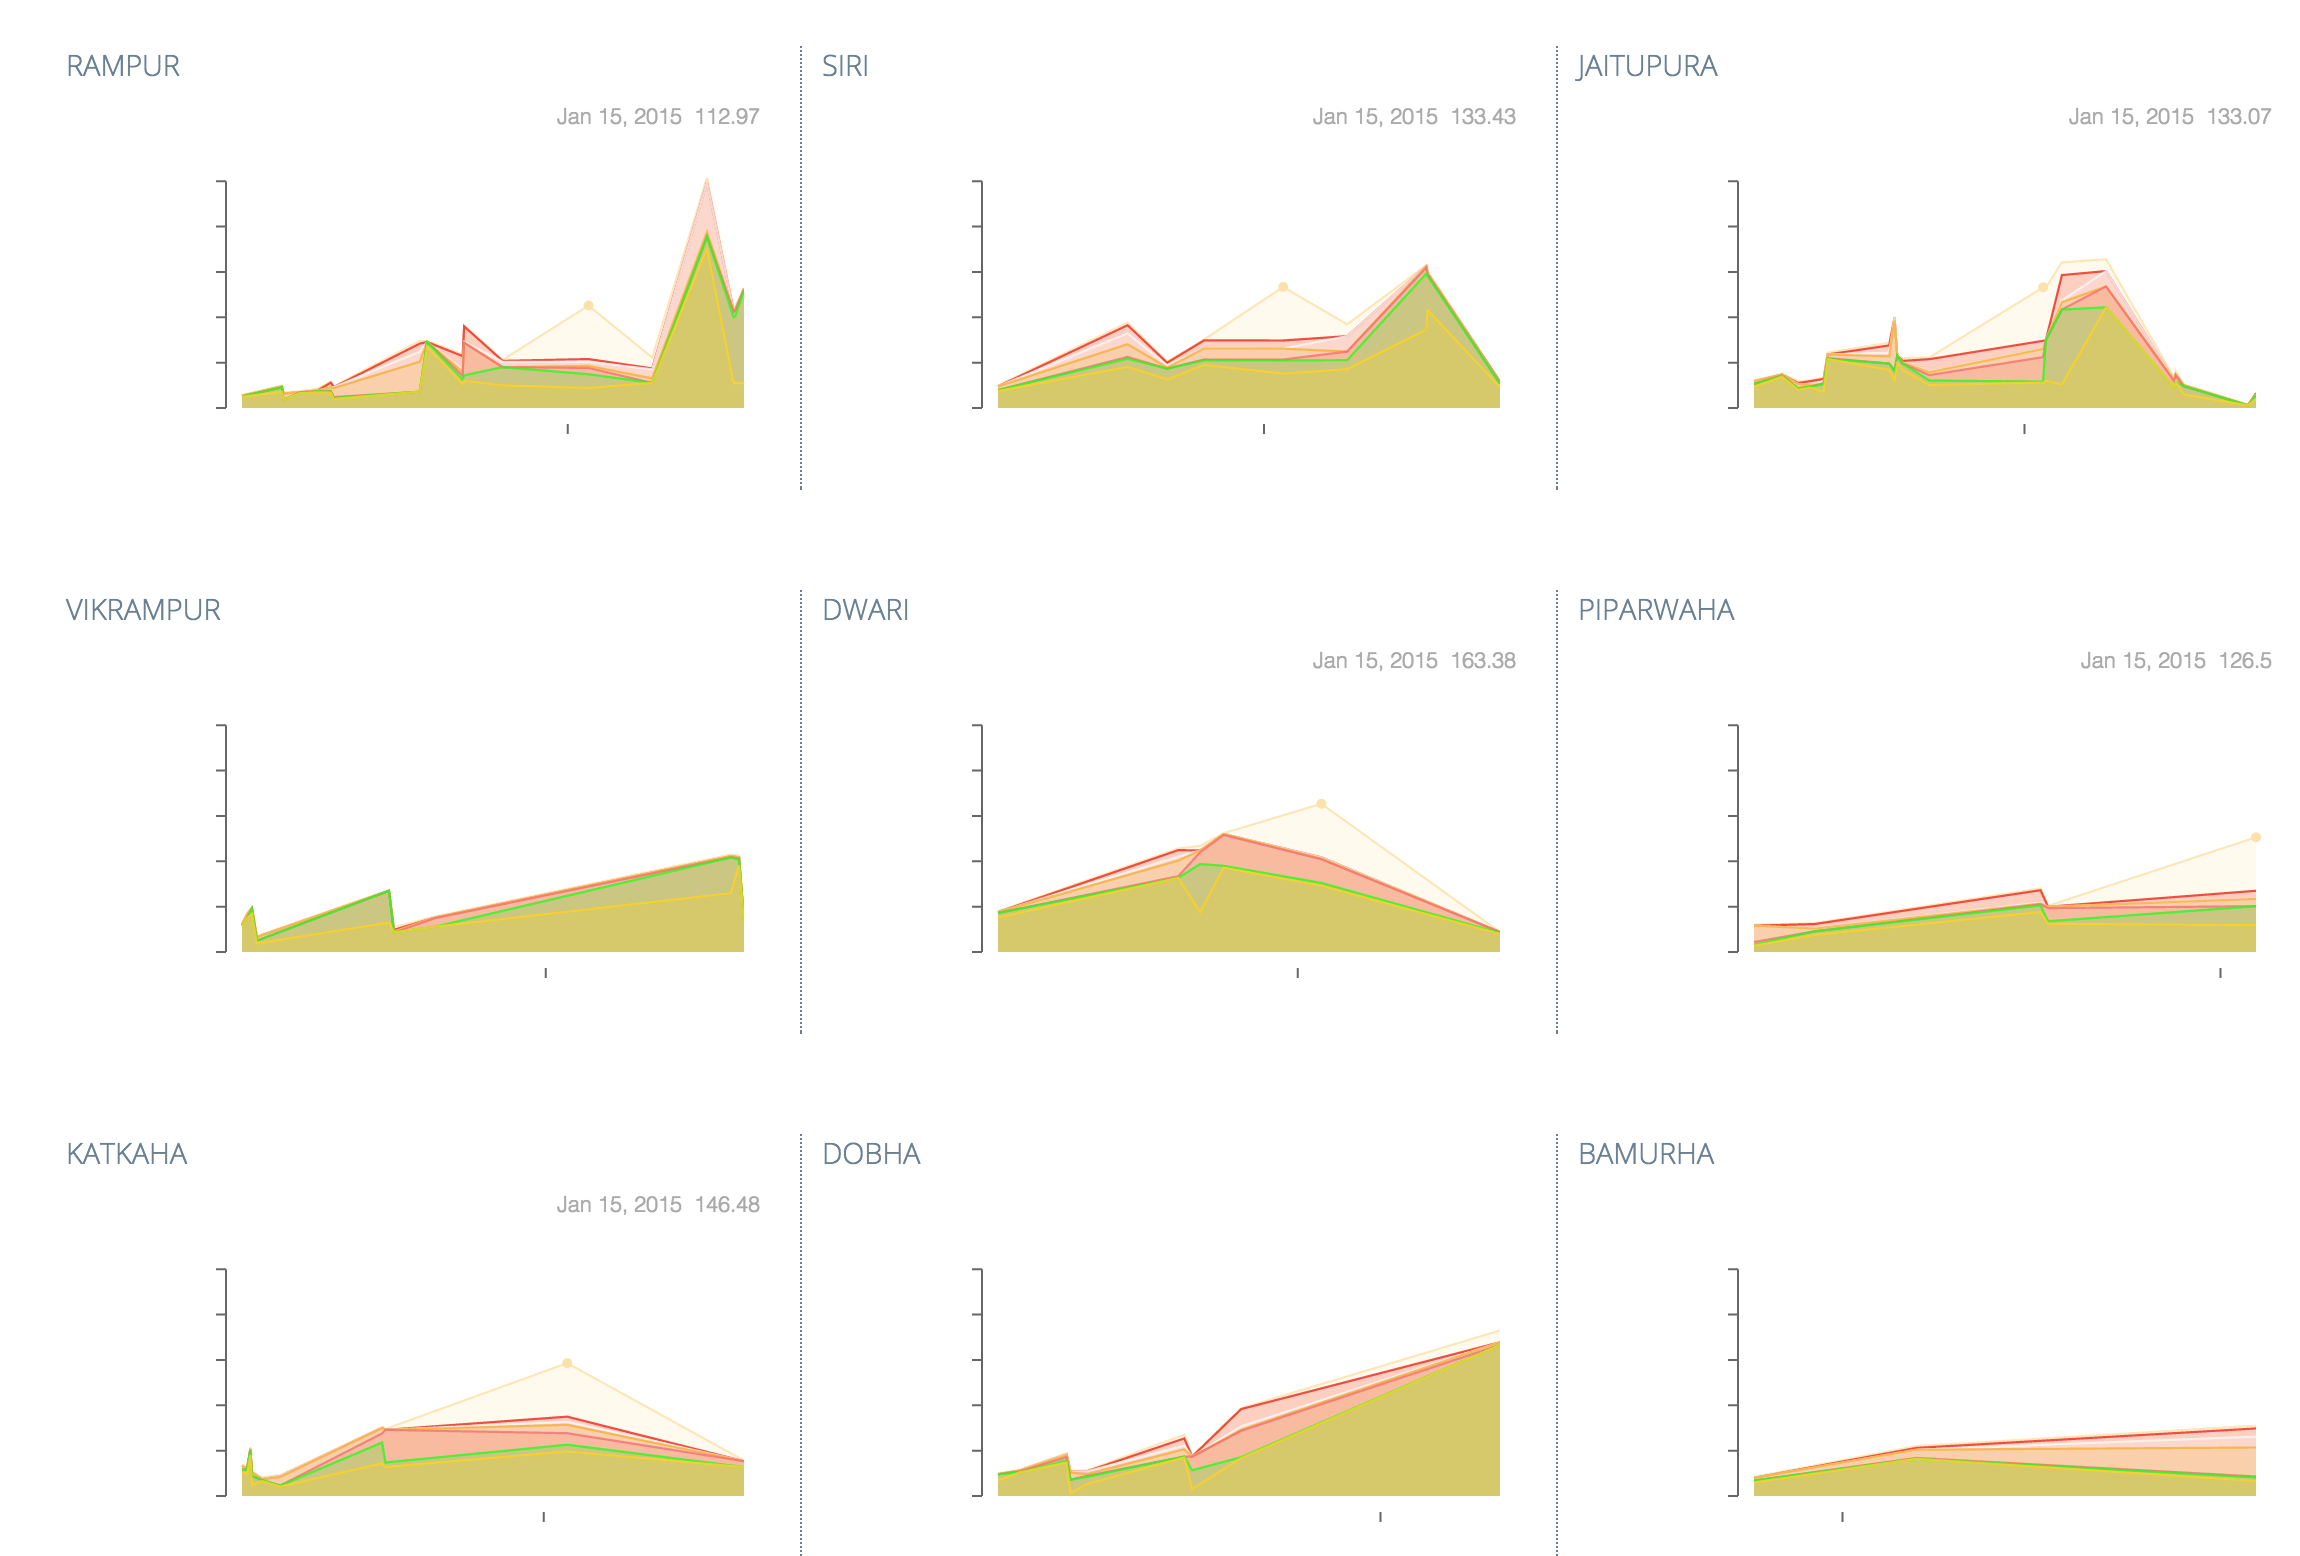 RAMPUR
Jan 15, 2015 112.97
SIRI
Jan 15, 2015 133.43
JAITUPURA
Jan 15, 2015 133.07
VIKRAMPUR
DWARI
Jan 15, 2015 163.38
PIPARWAHA
Jan 15, 2015 126.5
KATKAHA
Jan 15, 2015 146.48
DOBHA
BAMURHA